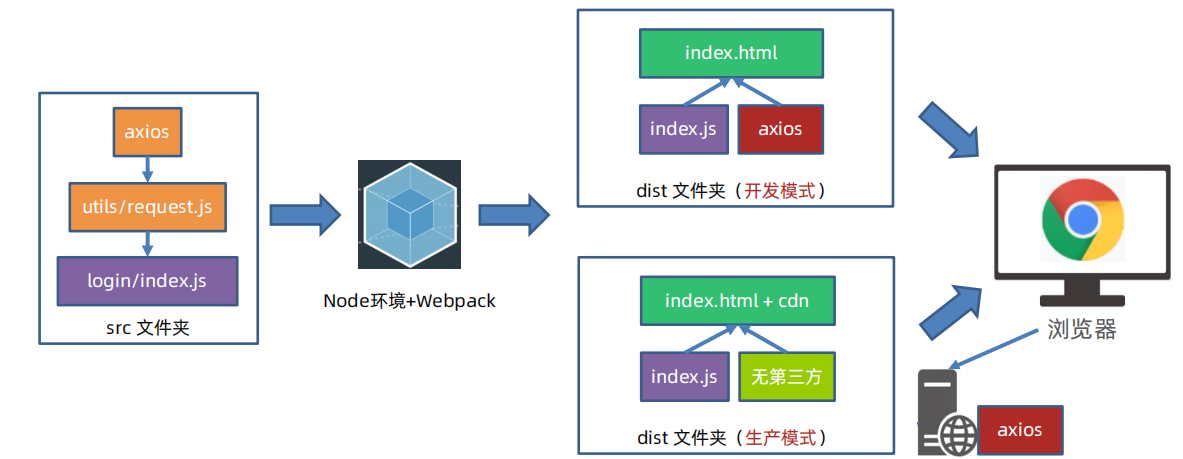 axios
utils/request.js
login/index.js
src 文件夹
Node环境+Webpack
index.html
index.js
axios
dist 文件夹（开发模式）
index.html + cdn
index.js
无第三方
dist 文件夹（生产模式）
浏览器
axios